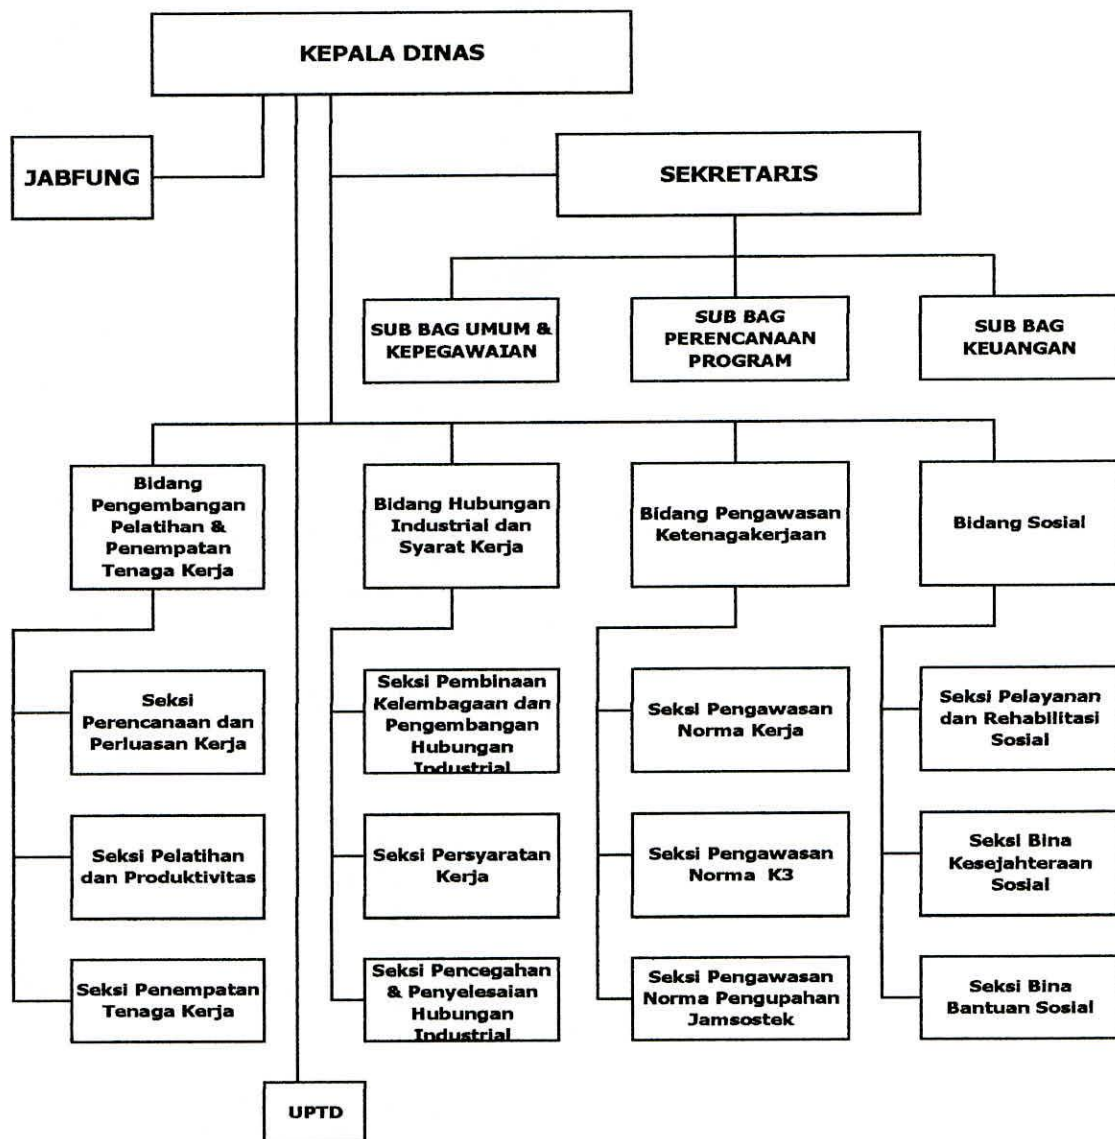 KEPALA DINAS
JABFUNG
SEKRETARIS
SUB BAG UMUM &
KEPEGAWAIAN
SUB BAG
PERENCANAAN
PROGRAM
SUB BAG
KEUANGAN
Bidang
Pengembangan
Pelatihan &
Penempatan
Tenaga Kerja
Bidang Hubungan
Industrial dan
Syarat Kerja
Bidang Pengawasan
Ketenagakerjaan
Bidang Sosial
Seksi
Perencanaan dan
Perluasan Kerja
Seksi Pembinaan
Kelembagaan dan
Pengembangan
Hubungan
Industrial
Seksi Pengawasan
Norma Kerja
Seksi Pelayanan
dan Rehabilitasi
Sosial
Seksi Pelatihan
dan Produktivitas
Seksi Persyaratan
Kerja
Seksi Pengawasan
Norma K3
Seksi Bina
Kesejahteraan
Sosial
Seksi Penempatan
Tenaga Kerja
Seksi Pencegahan
& Penyelesaian
Hubungan
Industrial
Seksi Pengawasan
Norma Pengupahan
Jamsostek
Seksi Bina
Bantuan Sosial
UPTD